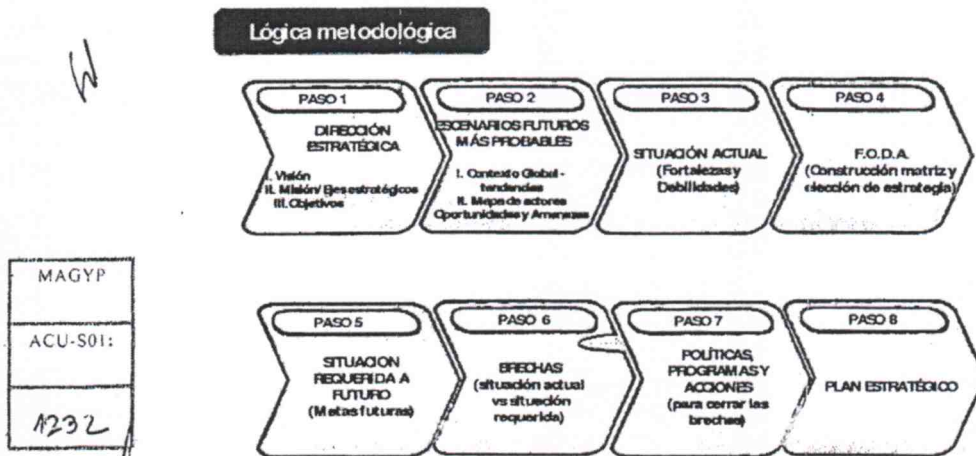 Lógica metodológica
PASO 1
DIRECCIÓN
ESTRATÉGICA
I. Visión
II. Misión/ Ejes estratégicos
III. Objetivos
PASO 2
ESCENARIOS FUTUROS
MÁS PROBABLES
I. Contexto Global -
tendencias
II. Mapa de actores
Oportunidades y Amenazas
PASO 3
SITUACIÓN ACTUAL
(Fortalezas y
Debilidades)
PASO 4
F.O.D.A.
(Construcción matriz y
elección de estrategia)
MAGYP
ACU-S01:
1232
PASO 5
SITUACION
REQUERIDA A
FUTURO
(Metas futuras)
PASO 6
BRECHAS
(situación actual
vs situación
requerida)
PASO 7
POLÍTICAS,
PROGRAMAS Y
ACCIONES
(para cerrar las
brechas)
PASO 8
PLAN ESTRATÉGICO